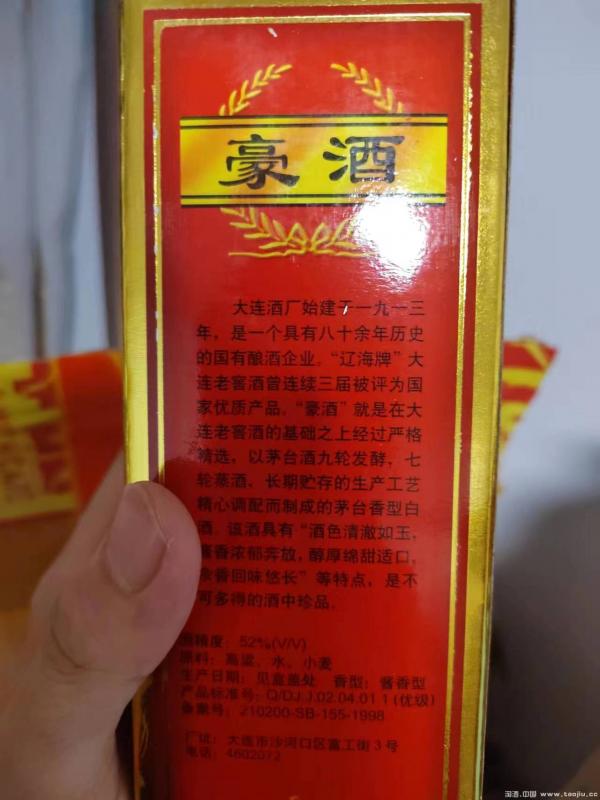 豪酒
大连酒厂始建于一九一三
年，是一个具有八十余年历史
的国有酿酒企业。“辽海牌”大
连老窖酒曾连续三届被评为国
家优质产品。“豪酒”就是在大
连老窖酒的基础之上经过严格
精选，以茅台酒九轮发酵，七
轮蒸酒、长期贮存的生产工艺
精心调配而制成的茅台香型白
酒。该酒具有“酒色清澈如玉，
酱香浓郁奔放，醇厚绵甜适口，
余香回味悠长”等特点，是不
可多得的酒中珍品。
酒精度：52%(V/V)
原料：高粱、水、小麦
生产日期：见盒盖处 香型：酱香型
产品标准号：Q/DJ.J.02.04.01 1 (优级)
备案号：210200-SB-155-1998
厂址：大连市沙河口区富工街3号
电话：4602072
淘酒.中国 www.taojiu.cc